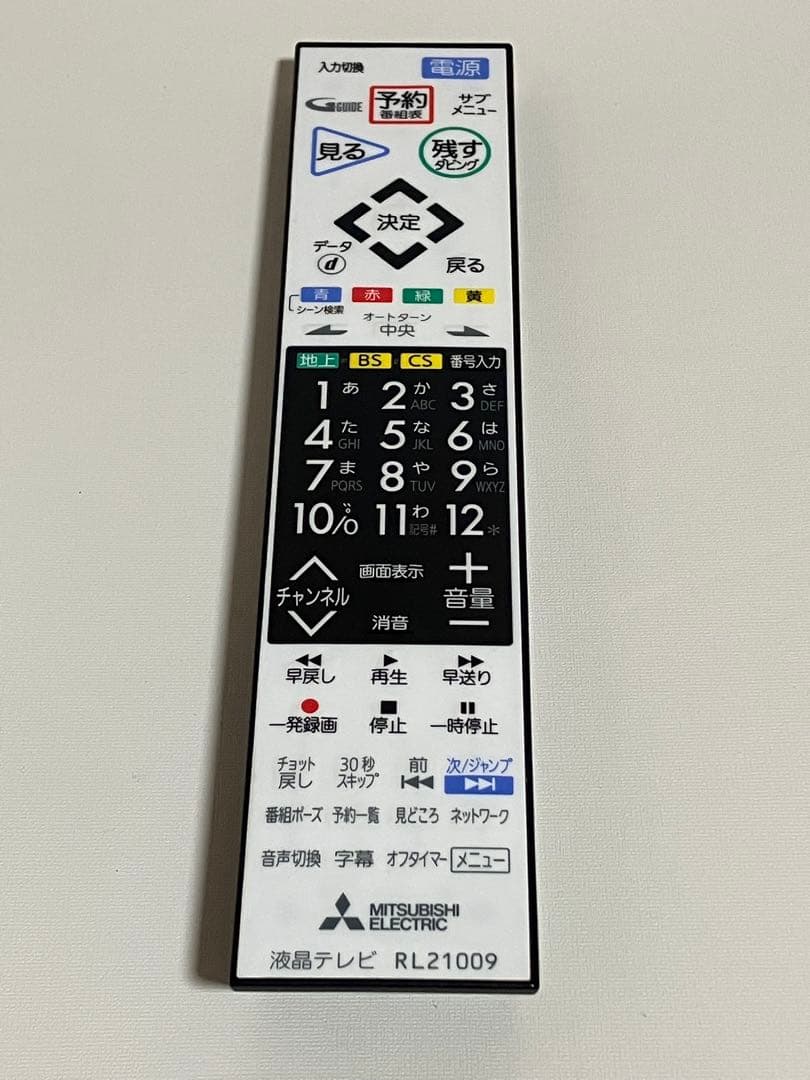 入力切換 電源
G GUIDE 予約 サブ
番組表 メニュー
見る 残す
ダビング
決定
データ
d 戻る
青 赤 緑 黄
シーン検索 オートターン
中央
地上 BS CS 番号入力
1 あ 2 か ABC 3 さ DEF
4 た GHI 5 な JKL 6 は MNO
7 ま PQRS 8 や TUV 9 ら WXYZ
10/0 ゛゜ 11 わ 記号# 12 *
チャンネル 画面表示 + 音量 −
消音
早戻し 再生 早送り
一発録画 停止 一時停止
チョット 30秒 前 次/ジャンプ
戻し スキップ
番組ポーズ 予約一覧 見どころ ネットワーク
音声切換 字幕 オフタイマー メニュー
MITSUBISHI
ELECTRIC
液晶テレビ RL21009